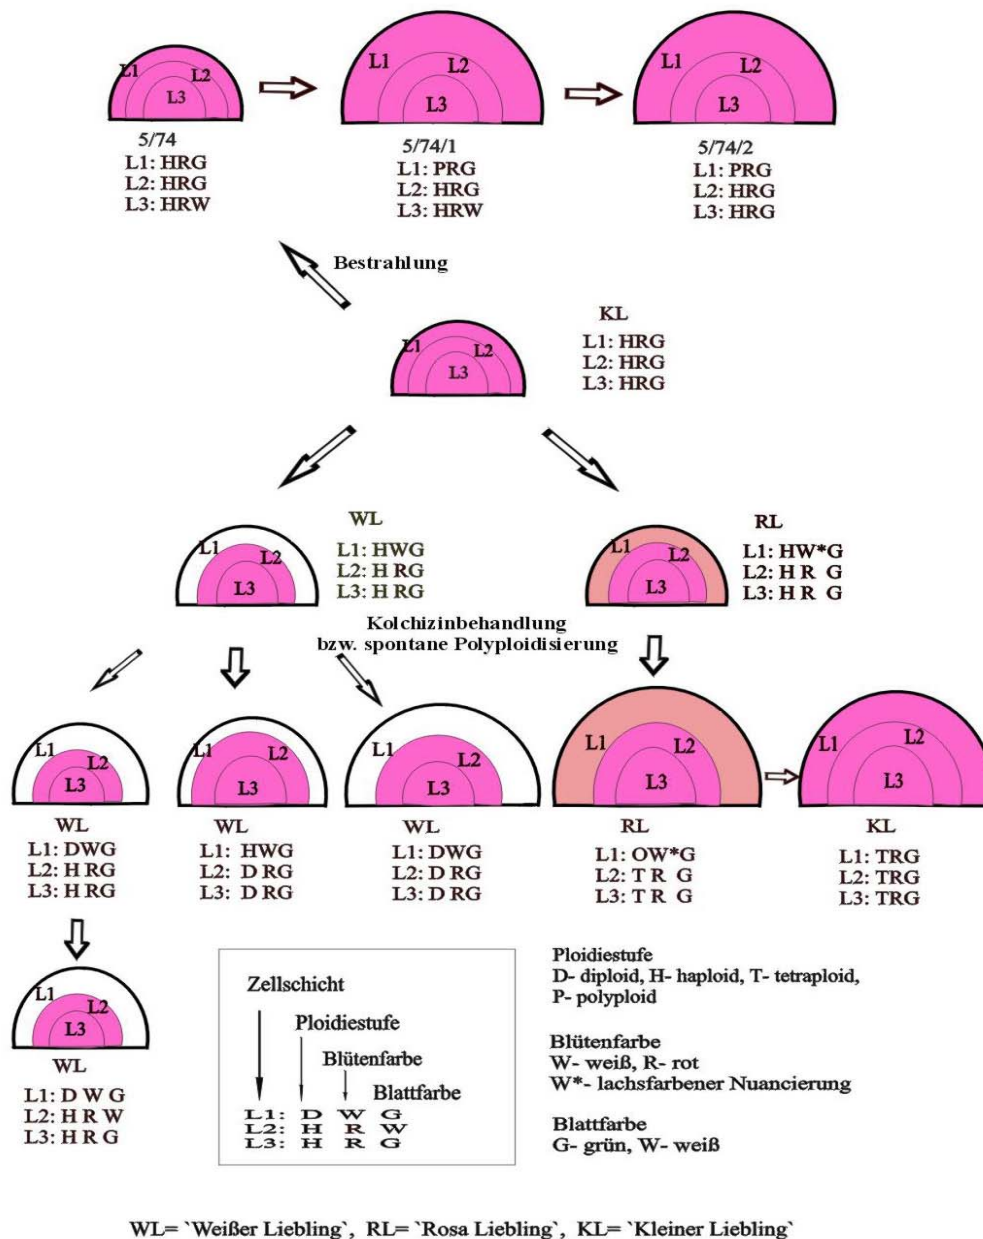 L1 L2 L3
5/74
L1: HRG
L2: HRG
L3: HRW
L1 L2 L3
5/74/1
L1: PRG
L2: HRG
L3: HRW
L1 L2 L3
5/74/2
L1: PRG
L2: HRG
L3: HRG
Bestrahlung
L1 L2 L3
KL
L1: HRG
L2: HRG
L3: HRG
L1 L2 L3
WL
L1: HWG
L2: H RG
L3: H RG
L1 L2 L3
RL
L1: HW*G
L2: H R G
L3: H R G
Kolchizinbehandlung
bzw. spontane Polyploidisierung
L1 L2 L3
WL
L1: DWG
L2: H RG
L3: H RG
L1 L2 L3
WL
L1: HWG
L2: D RG
L3: D RG
L1 L2 L3
WL
L1: DWG
L2: D RG
L3: D RG
L1 L2 L3
RL
L1: OW*G
L2: T R G
L3: T R G
L1 L2 L3
KL
L1: TRG
L2: TRG
L3: TRG
L1 L2 L3
WL
L1: D W G
L2: H R W
L3: H R G
Zellschicht
Ploidiestufe
Blütenfarbe
Blattfarbe
L1: D W G
L2: H R W
L3: H R G
Ploidiestufe
D- diploid, H- haploid, T- tetraploid,
P- polyploid
Blütenfarbe
W- weiß, R- rot
W*- lachsfarbener Nuancierung
Blattfarbe
G- grün, W- weiß
WL= `Weißer Liebling`, RL= `Rosa Liebling`, KL= `Kleiner Liebling`